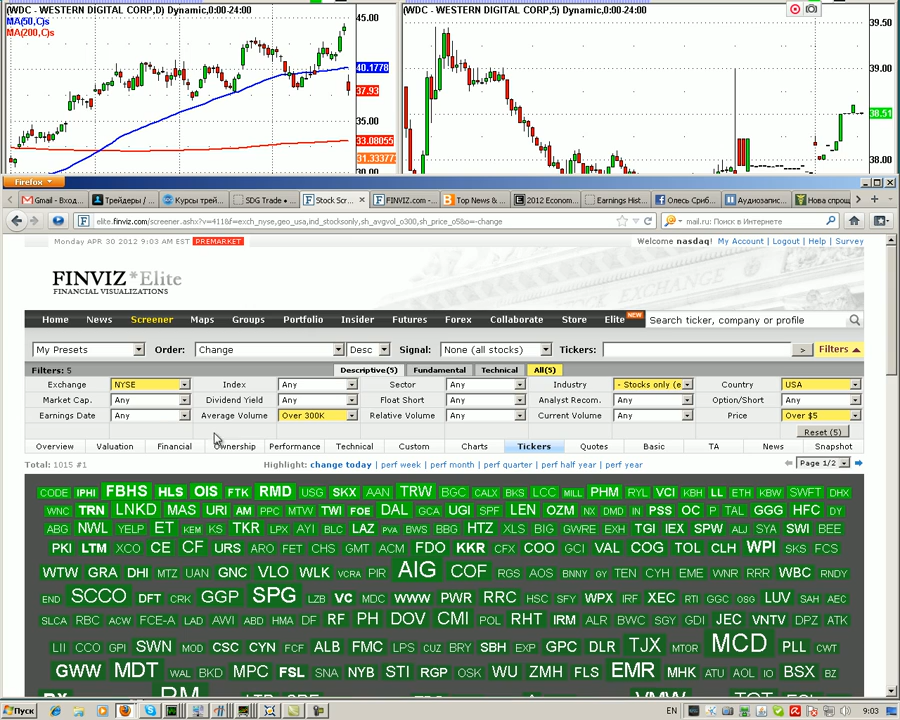 (WDC - WESTERN DIGITAL CORP,D) Dynamic,0:00-24:00
MA(50,C)s
MA(200,C)s
45.00
40.1778
37.93
35.00
33.08055
31.33377
30.00
(WDC - WESTERN DIGITAL CORP,5) Dynamic,0:00-24:00
39.50
39.00
38.51
38.00
Firefox
Gmail - Вход...
Трейдеры / ...
Курсы трейб...
SDG Trade • ...
Stock Scr...
FINVIZ.com - ...
Top News & ...
2012 Economi...
Earnings Hist...
Олесь Сриб...
Аудиозапис...
Нова спрощ...
elite.finviz.com/screener.ashx?v=411&f=exch_nyse,geo_usa,ind_stocksonly,sh_avgvol_o300,sh_price_o5&o=-change
mail.ru: Поиск в Интернете
Monday APR 30 2012 9:03 AM EST PREMARKET
Welcome nasdaq! My Account | Logout | Help | Survey
FINVIZ*Elite
FINANCIAL VISUALIZATIONS
Home News Screener Maps Groups Portfolio Insider Futures Forex Collaborate Store Elite NEW Search ticker, company or profile
My Presets Order: Change Desc Signal: None (all stocks) Tickers: > Filters
Filters: 5 Descriptive(5) Fundamental Technical All(5)
Exchange NYSE Index Any Sector Any Industry - Stocks only (e Country USA
Market Cap. Any Dividend Yield Any Float Short Any Analyst Recom. Any Option/Short Any
Earnings Date Any Average Volume Over 300K Relative Volume Any Current Volume Any Price Over $5
Reset (5)
Overview Valuation Financial Ownership Performance Technical Custom Charts Tickers Quotes Basic TA News Snapshot
Total: 1015 #1 Highlight: change today | perf week | perf month | perf quarter | perf half year | perf year Page 1/2
CODE IPHI FBHS HLS OIS FTK RMD USG SKX AAN TRW BGC CALX BKS LCC MILL PHM RYL VCI KBH LL ETH KBW SWFT DHX
WNC TRN LNKD MAS URI AM PPC MTW TWI FOE DAL GCA UGI SPF LEN OZM NX DMD IN PSS OC P TAL GGG HFC DY
ABG NWL YELP ET KEM KS TKR LPX AYI BLC LAZ PVA BWS BBG HTZ XLS BIG GWRE EXH TGI IEX SPW ALJ SYA SWI BEE
PKI LTM XCO CE CF URS ARO FET CHS GMT ACM FDO KKR CFX COO GCI VAL COG TOL CLH WPI SKS FCS
WTW GRA DHI MTZ UAN GNC VLO WLK VCRA PIR AIG COF RGS AOS BNNY GY TEN CYH EME WNR RRR WBC RNDY
END SCCO DFT CRK GGP SPG LZB VC MDC WWW PWR RRC HSC SFY WPX IRF XEC RTI GGC OSG LUV SAH AEC
SLCA RBC ACW FCE-A LAD AWI ABD HMA DF RF PH DOV CMI POL RHT IRM ALR BWC SGY GDI JEC VNTV DPZ ATK
LII CCO GPI SWN MOD CSC CYN FCF ALB FMC LPS CUZ BRY SBH EXP GPC DLR TJX MTOR MCD PLL CWT
GWW MDT WAL BKD MPC FSL SNA NYB STI RGP OSK WU ZMH FLS EMR MHK ATU AOL IO BSX BZ
Пуск
EN
9:03